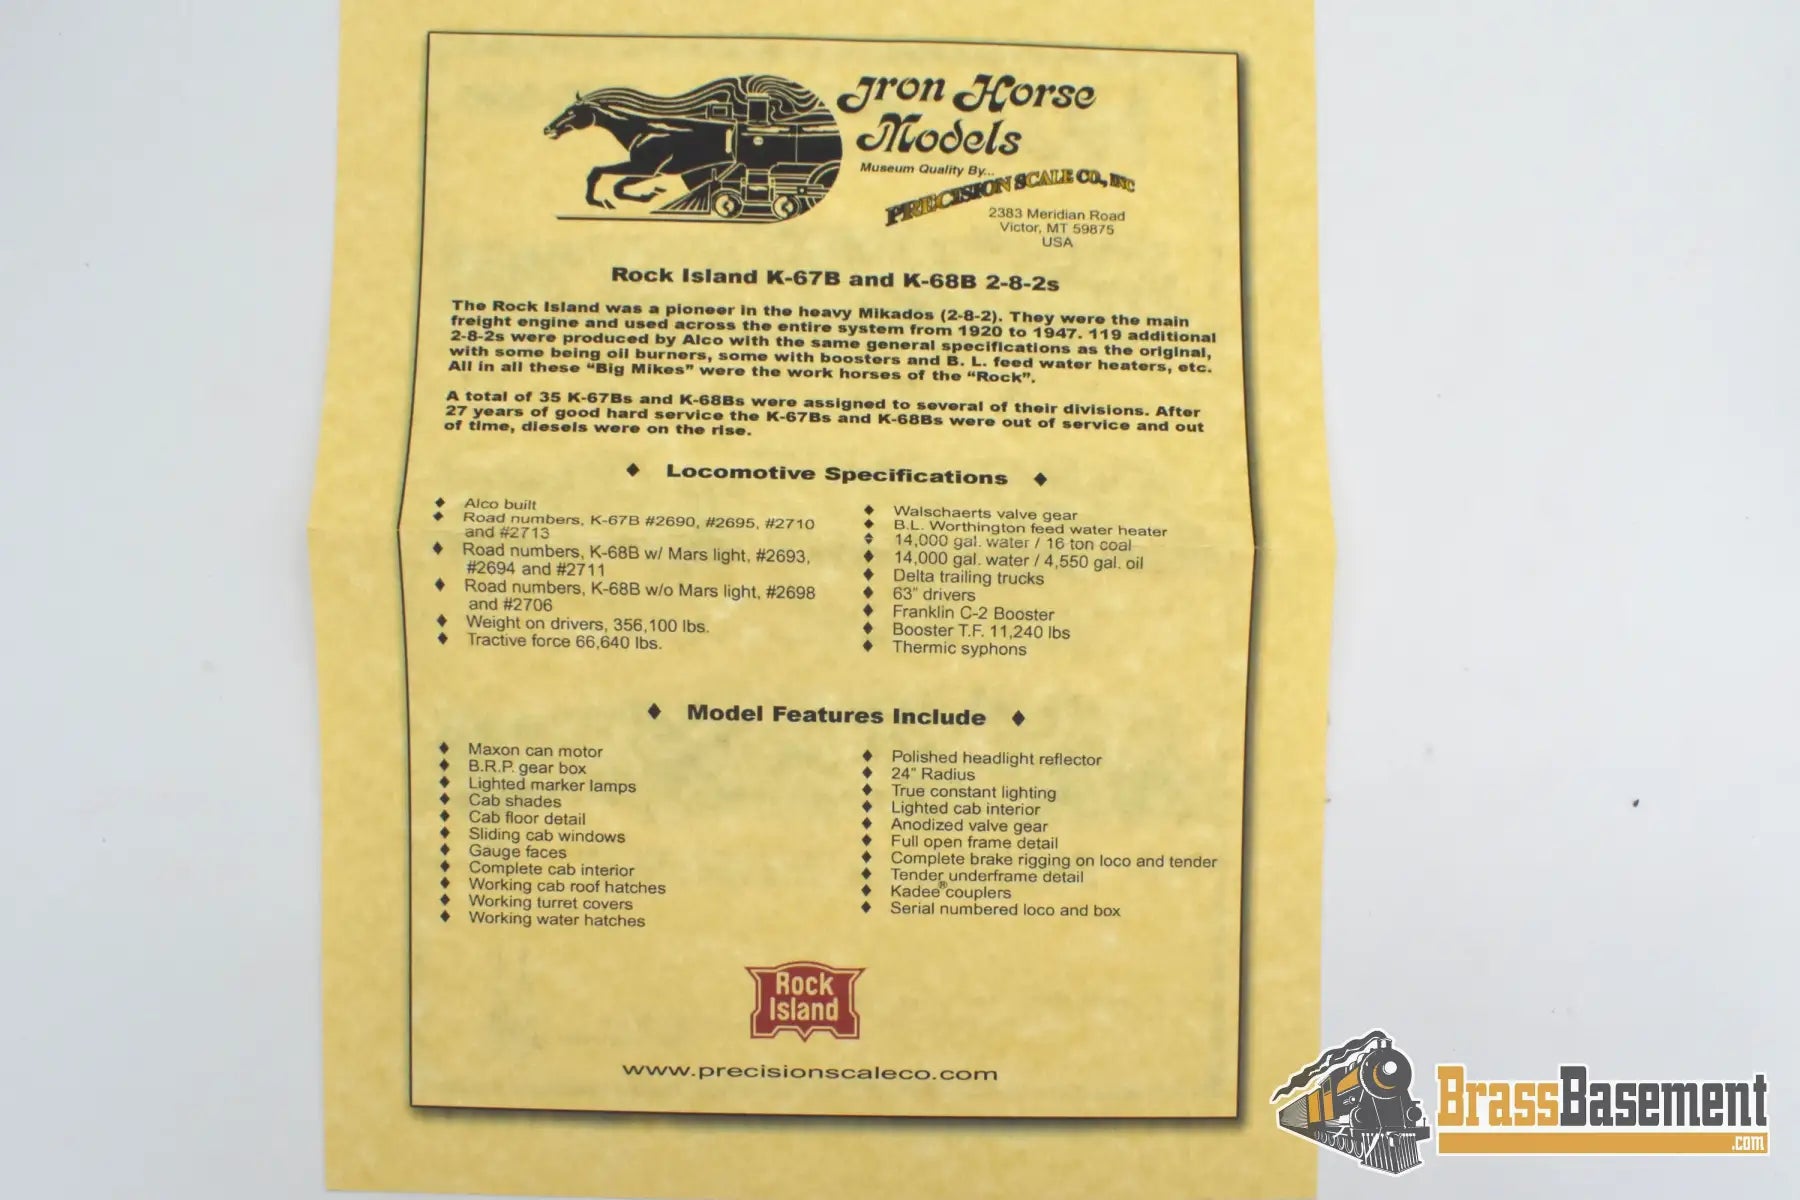 Iron Horse
Models
Museum Quality By...
PRECISION SCALE CO., INC
2383 Meridian Road
Victor, MT 59875
USA
Rock Island K-67B and K-68B 2-8-2s
The Rock Island was a pioneer in the heavy Mikados (2-8-2). They were the main
freight engine and used across the entire system from 1920 to 1947. 119 additional
2-8-2s were produced by Alco with the same general specifications as the original,
with some being oil burners, some with boosters and B. L. feed water heaters, etc.
All in all these “Big Mikes” were the work horses of the “Rock”.
A total of 35 K-67Bs and K-68Bs were assigned to several of their divisions. After
27 years of good hard service the K-67Bs and K-68Bs were out of service and out
of time, diesels were on the rise.
Locomotive Specifications
Alco built
Road numbers, K-67B #2690, #2695, #2710
and #2713
Road numbers, K-68B w/ Mars light, #2693,
#2694 and #2711
Road numbers, K-68B w/o Mars light, #2698
and #2706
Weight on drivers, 356,100 lbs.
Tractive force 66,640 lbs.
Walschaerts valve gear
B.L. Worthington feed water heater
14,000 gal. water / 16 ton coal
14,000 gal. water / 4,550 gal. oil
Delta trailing trucks
63” drivers
Franklin C-2 Booster
Booster T.F. 11,240 lbs
Thermic syphons
Model Features Include
Maxon can motor
B.R.P. gear box
Lighted marker lamps
Cab shades
Cab floor detail
Sliding cab windows
Gauge faces
Complete cab interior
Working cab roof hatches
Working turret covers
Working water hatches
Polished headlight reflector
24” Radius
True constant lighting
Lighted cab interior
Anodized valve gear
Full open frame detail
Complete brake rigging on loco and tender
Tender underframe detail
Kadee® couplers
Serial numbered loco and box
Rock
Island
www.precisionscaleco.com
BrassBasement
.com